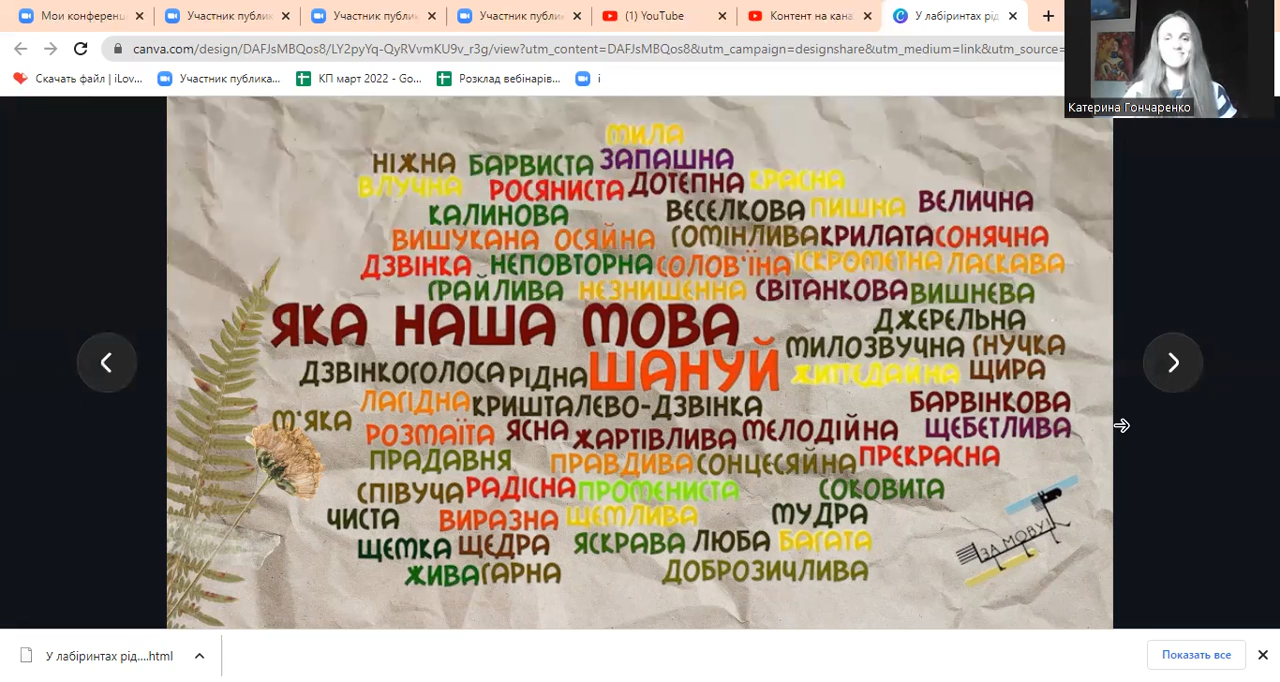 Мои конференц
Участник публик
Участник публи
Участник публи
(1) YouTube
Контент на кана
У лабіринтах рід
canva.com/design/DAFJsMBQos8/LY2pyYq-QyRVvmKU9v_r3g/view?utm_content=DAFJsMBQos8&utm_campaign=designshare&utm_medium=link&utm_source=
Скачать файл | iLov...
Участник публика...
КП март 2022 - Go...
Розклад вебінарів...
i
Катерина Гончаренко
МИЛА
НІЖНА БАРВИСТА ЗАПАШНА
ВЛУЧНА РОСЯНИСТА ДОТЕПНА КРАСНА
КАЛИНОВА ВЕСЕЛКОВА ПИШНА ВЕЛИЧНА
ВИШУКАНА ОСЯЙНА ГОМІНЛИВА КРИЛАТА СОНЯЧНА
ДЗВІНКА НЕПОВТОРНА СОЛОВ'ЇНА ІСКРОМЕТНА ЛАСКАВА
ГРАЙЛИВА НЕЗНИЩЕННА СВІТАНКОВА ВИШНЕВА
ЯКА НАША МОВА ДЖЕРЕЛЬНА
МИЛОЗВУЧНА ГНУЧКА
ДЗВІНКОГОЛОСА РІДНА ШАНУЙ ЖИТТЄДАЙНА ЩИРА
М'ЯКА ЛАГІДНА КРИШТАЛЕВО-ДЗВІНКА БАРВІНКОВА
РОЗМАЇТА ЯСНА ЖАРТІВЛИВА МЕЛОДІЙНА ЩЕБЕТЛИВА
ПРАДАВНЯ ПРАВДИВА СОНЦЕСЯЙНА ПРЕКРАСНА
СПІВУЧА РАДІСНА ПРОМЕНИСТА СОКОВИТА
ЧИСТА ВИРАЗНА ЩЕМЛИВА МУДРА
ЩЕМКА ЩЕДРА ЯСКРАВА ЛЮБА БАГАТА
ЖИВА ГАРНА ДОБРОЗИЧЛИВА
ЗА МОВУ!
У лабіринтах рід....html
Показать все